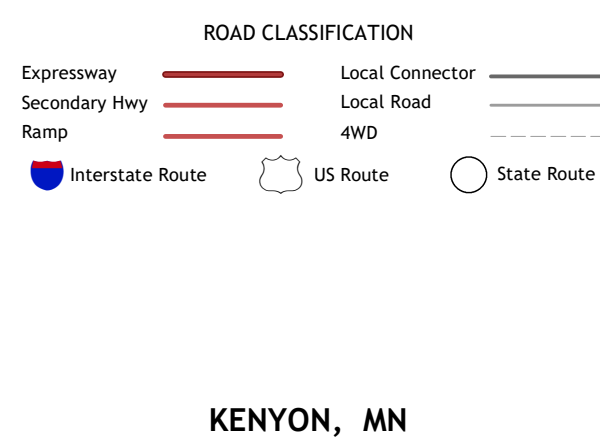 ROAD CLASSIFICATION
Expressway Local Connector
Secondary Hwy Local Road
Ramp 4WD
Interstate Route US Route State Route
KENYON, MN